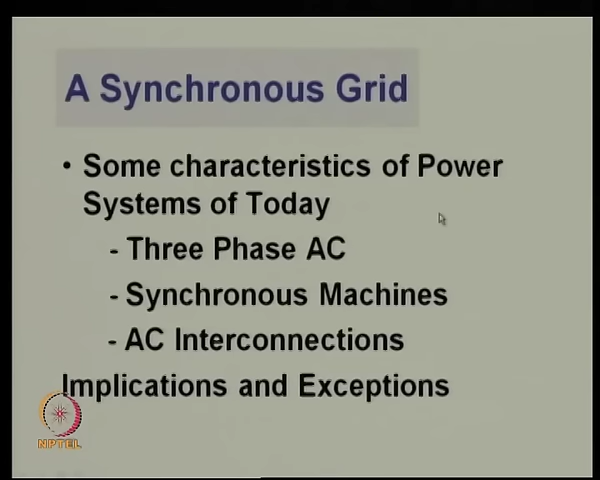 A Synchronous Grid
• Some characteristics of Power
Systems of Today
- Three Phase AC
- Synchronous Machines
- AC Interconnections
Implications and Exceptions
NPTEL